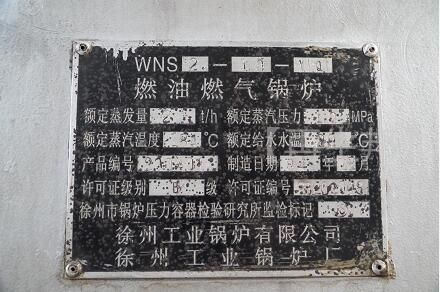 WNS 2 -
燃油燃气锅炉
额定蒸发量 2 t/h 额定蒸汽压力 MPa
额定蒸汽温度 ℃ 额定给水水温 ℃
产品编号 制造日期 年 月
许可证级别 B 级 许可证编号
徐州市锅炉压力容器检验研究所监检标记
徐州工业锅炉有限公司
徐州工业锅炉厂